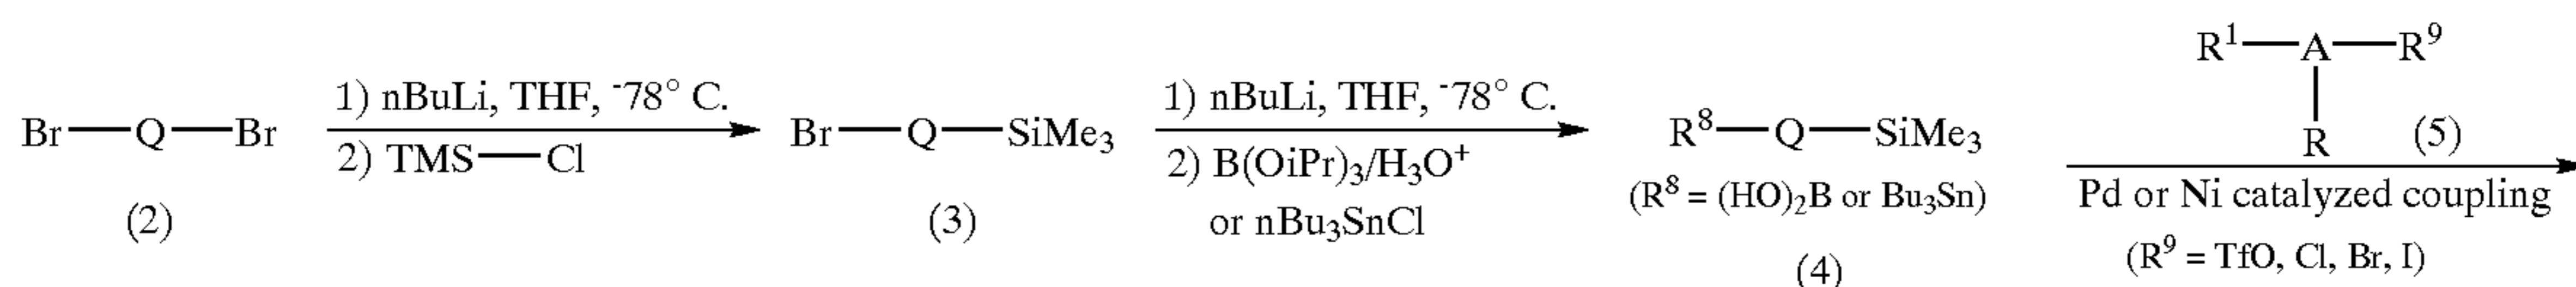 R¹—A—R⁹
R (5)
Br—Q—Br 1) nBuLi, THF, ⁻78° C. Br—Q—SiMe₃ 1) nBuLi, THF, ⁻78° C. R⁸—Q—SiMe₃
2) TMS—Cl 2) B(OiPr)₃/H₃O⁺ (R⁸ = (HO)₂B or Bu₃Sn) Pd or Ni catalyzed coupling
(2) (3) or nBu₃SnCl (4) (R⁹ = TfO, Cl, Br, I)